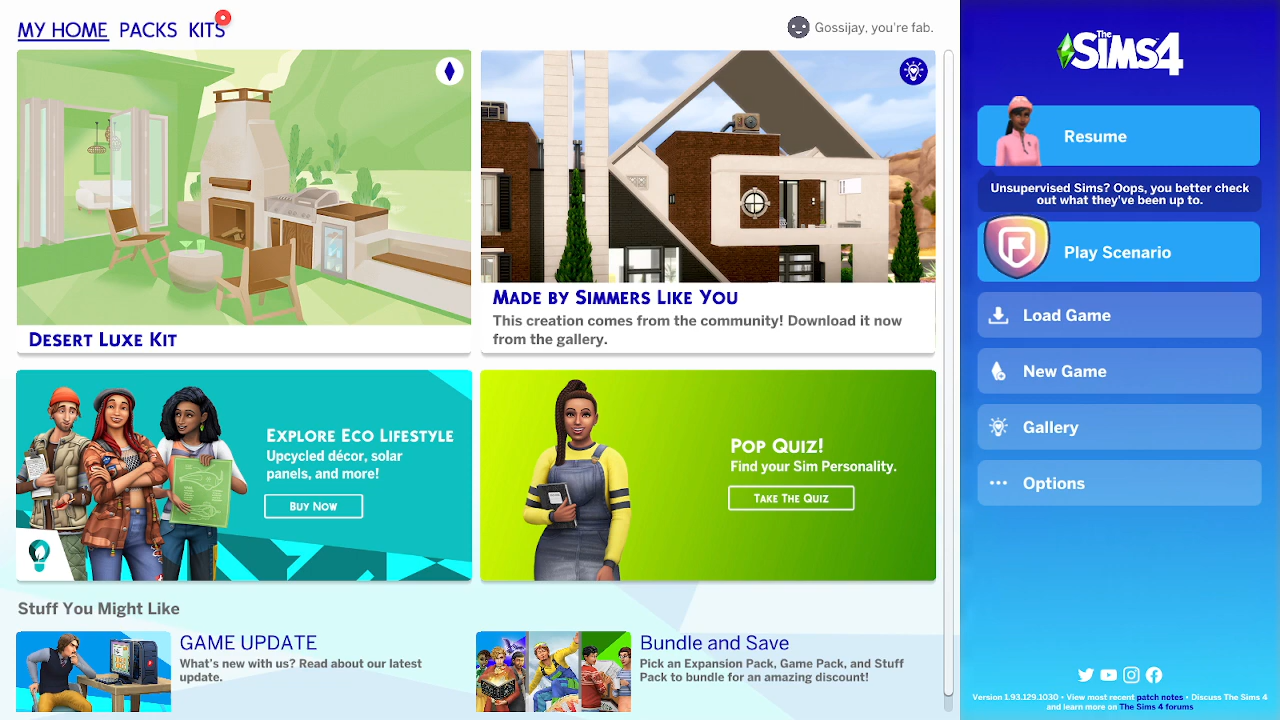 MY HOME PACKS KITS
Gossijay, you're fab.
DESERT LUXE KIT
MADE BY SIMMERS LIKE YOU
This creation comes from the community! Download it now
from the gallery.
EXPLORE ECO LIFESTYLE
Upcycled décor, solar
panels, and more!
BUY NOW
POP QUIZ!
Find your Sim Personality.
TAKE THE QUIZ
Stuff You Might Like
GAME UPDATE
What's new with us? Read about our latest
update.
Bundle and Save
Pick an Expansion Pack, Game Pack, and Stuff
Pack to bundle for an amazing discount!
The
SiMS4
Resume
Unsupervised Sims? Oops, you better check
out what they've been up to.
Play Scenario
Load Game
New Game
Gallery
Options
Version 1.93.129.1030 • View most recent patch notes • Discuss The Sims 4
and learn more on The Sims 4 forums